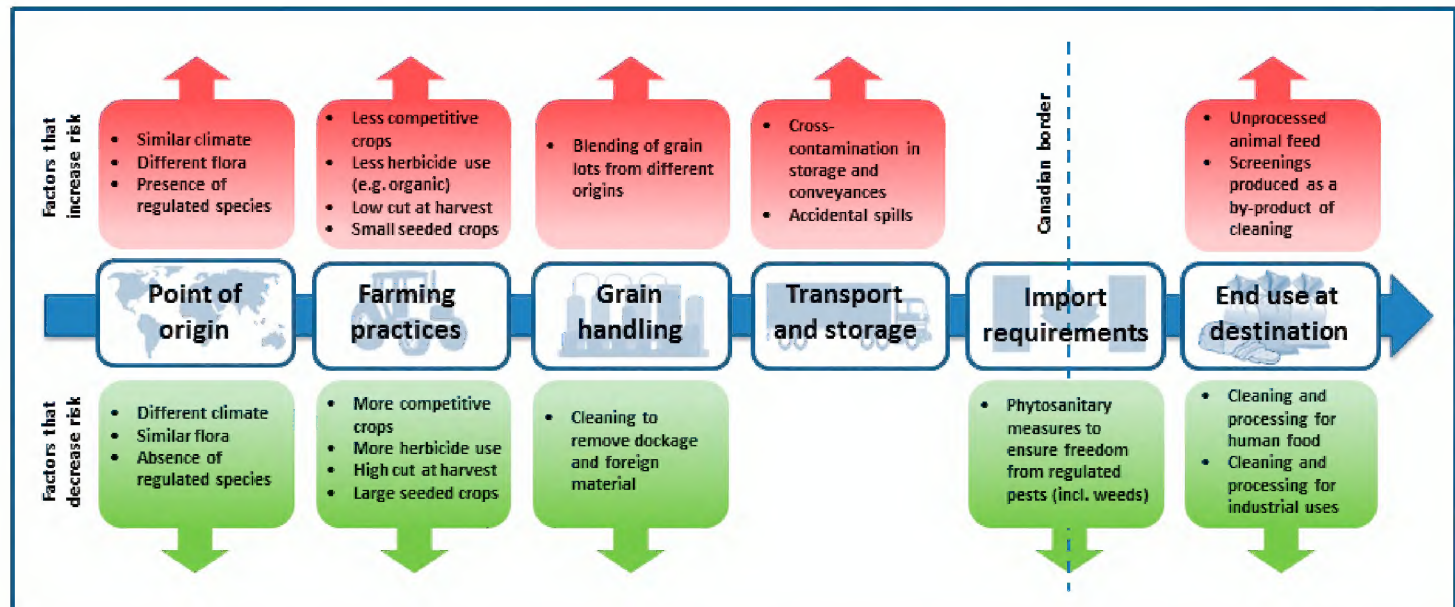 Factors that
increase risk
• Similar climate
• Different flora
• Presence of
regulated species
• Less competitive
crops
• Less herbicide use
(e.g. organic)
• Low cut at harvest
• Small seeded crops
• Blending of grain
lots from different
origins
• Cross-
contamination in
storage and
conveyances
• Accidental spills
Canadian border
• Unprocessed
animal feed
• Screenings
produced as a
by-product of
cleaning
Point of
origin
Farming
practices
Grain
handling
Transport
and storage
Import
requirements
End use at
destination
Factors that
decrease risk
• Different climate
• Similar flora
• Absence of
regulated species
• More competitive
crops
• More herbicide use
• High cut at harvest
• Large seeded crops
• Cleaning to
remove dockage
and foreign
material
• Phytosanitary
measures to
ensure freedom
from regulated
pests (incl. weeds)
• Cleaning and
processing for
human food
• Cleaning and
processing for
industrial uses